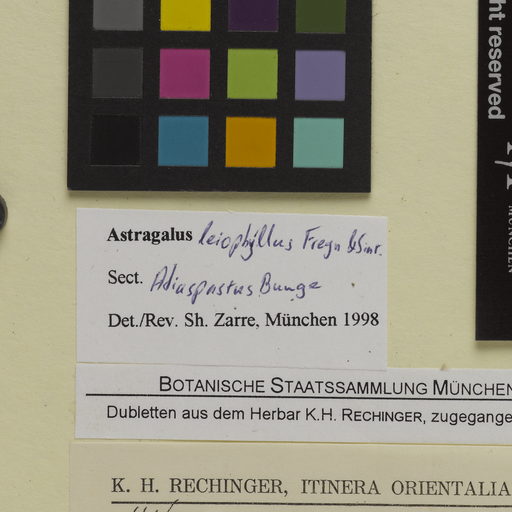 ht reserved
MÜNCHEN
Astragalus leiophyllus Freyn & Sint.
Sect. Adiaspastus Bunge
Det./Rev. Sh. Zarre, München 1998
BOTANISCHE STAATSSAMMLUNG MÜNCHEN
Dubletten aus dem Herbar K.H. RECHINGER, zugegange
K. H. RECHINGER, ITINERA ORIENTALIA